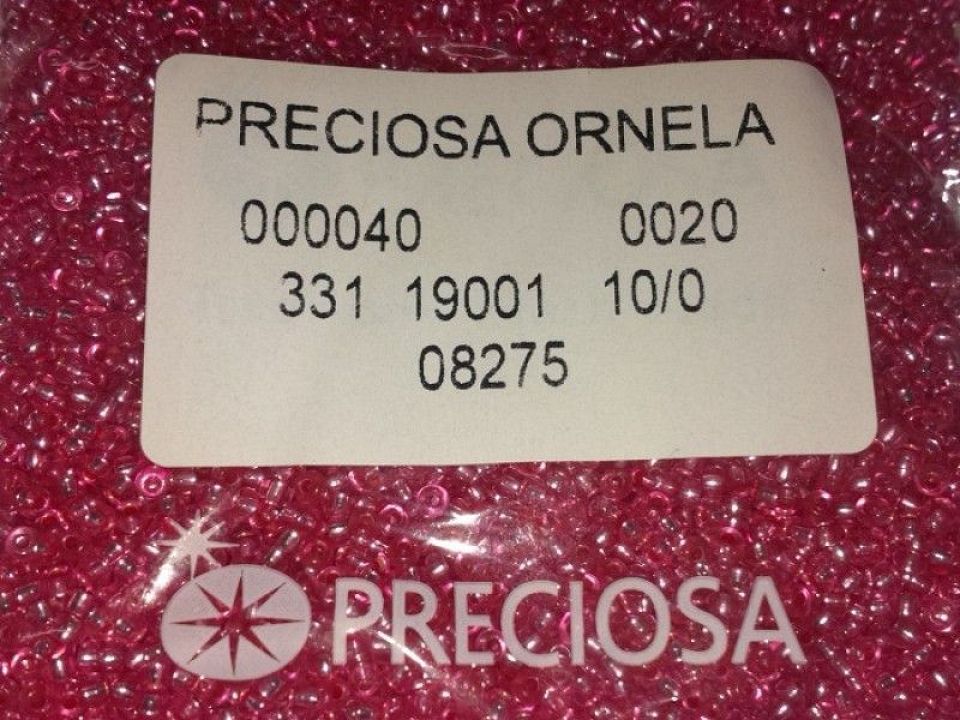 PRECIOSA ORNELA
000040 0020
331 19001 10/0
08275
PRECIOSA